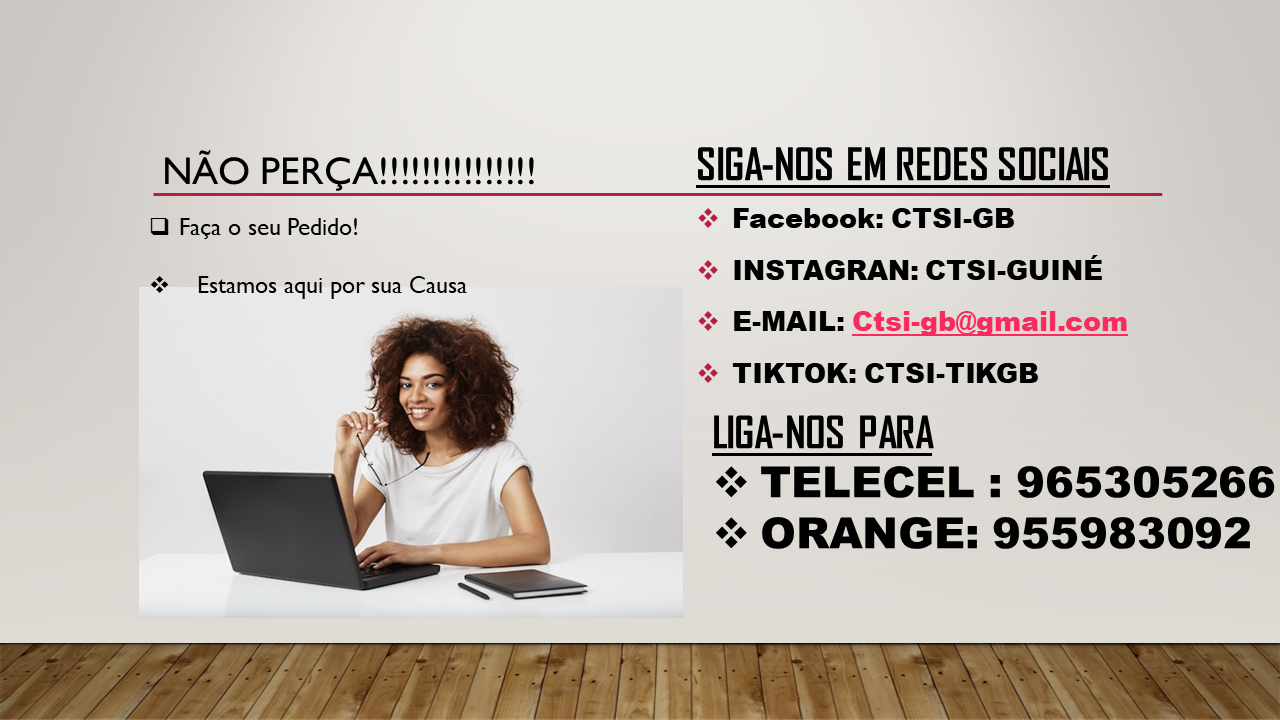 NÃO PERÇA!!!!!!!!!!!!!!!
Faça o seu Pedido!
Estamos aqui por sua Causa
SIGA-NOS EM REDES SOCIAIS
Facebook: CTSI-GB
INSTAGRAN: CTSI-GUINÉ
E-MAIL: Ctsi-gb@gmail.com
TIKTOK: CTSI-TIKGB
LIGA-NOS PARA
TELECEL : 965305266
ORANGE: 955983092